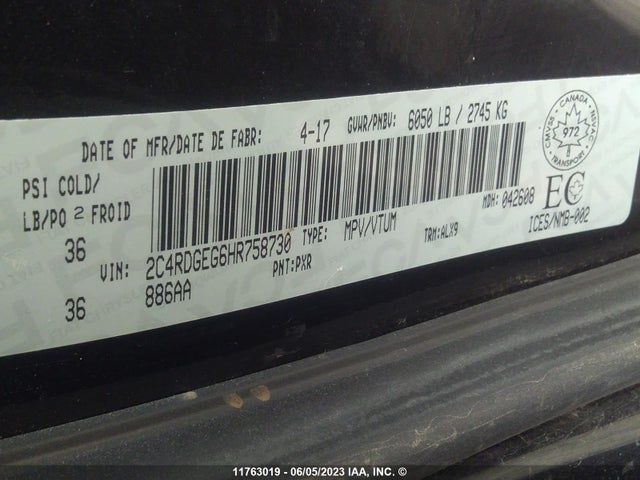 DATE OF MFR/DATE DE FABR: 4-17 GVWR/PNBV: 6050 LB / 2745 KG
PSI COLD/
LB/PO 2 FROID
36
36
VIN: 2C4RDGEG6HR758730 TYPE: MPV/VTUM TRM:ALX9 MDH: 042608
886AA PNT:PXR
CANADA
CMVSS NSVAC
972
TRANSPORT
EC
ICES/NMB-002
11763019 - 06/05/2023 IAA, Inc. ©